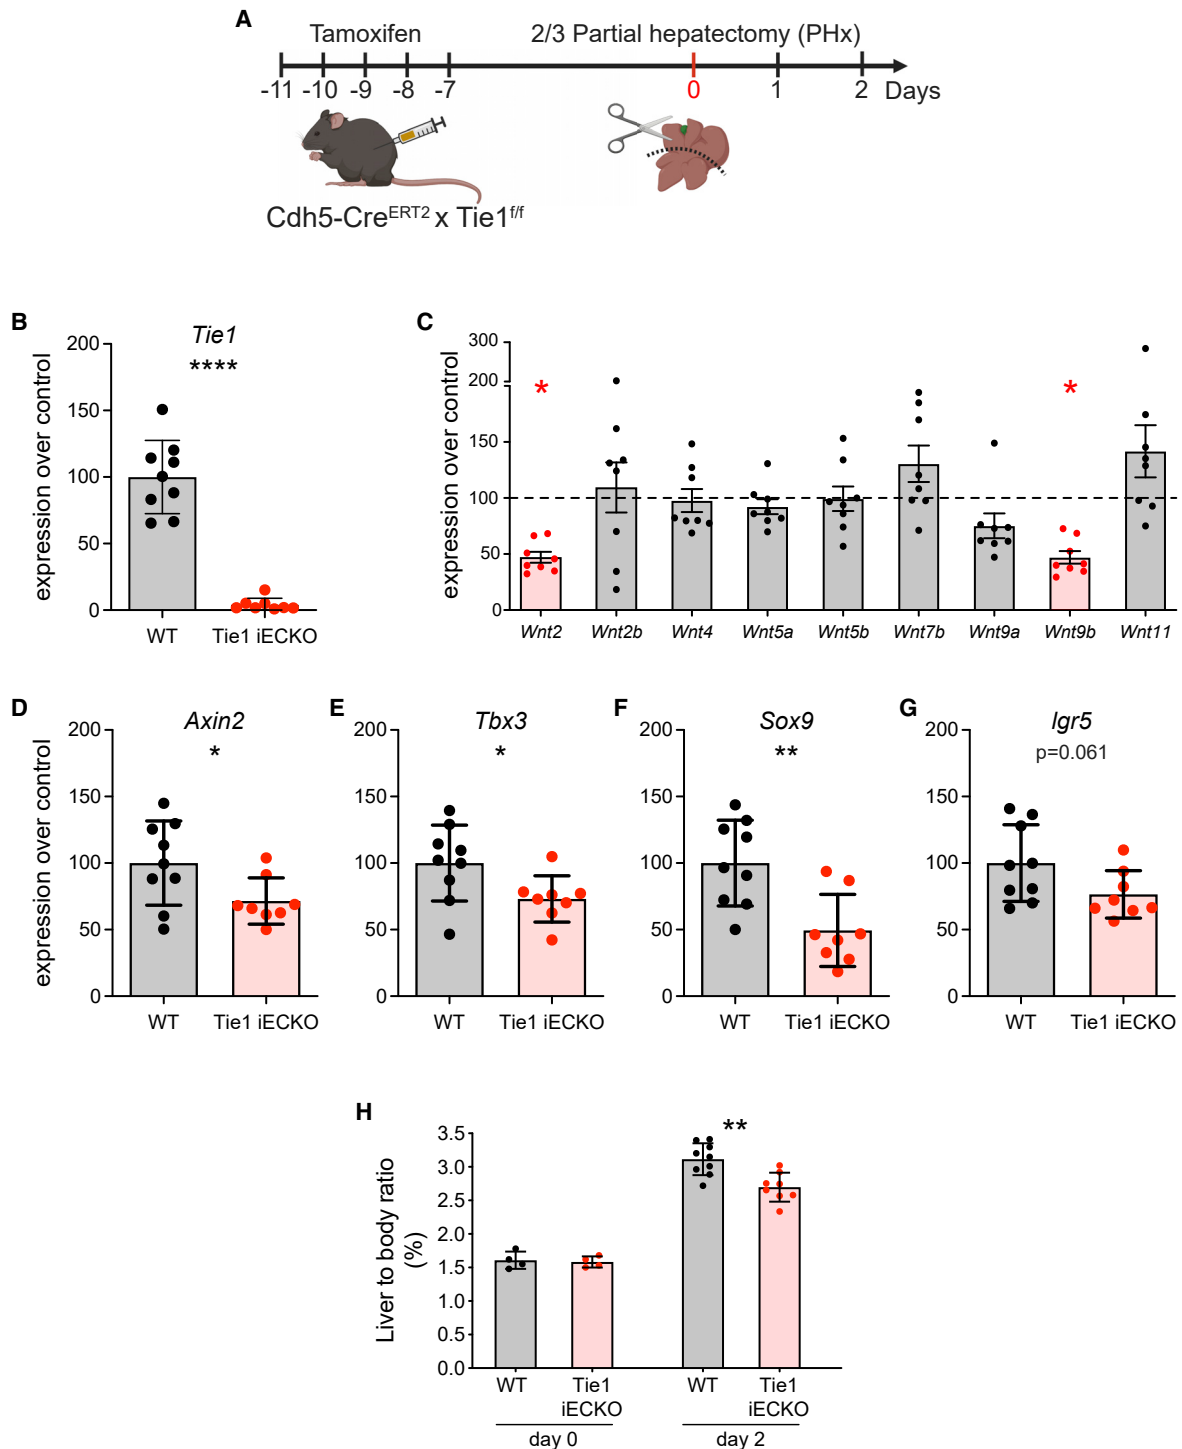 A
Tamoxifen 2/3 Partial hepatectomy (PHx)
-11 -10 -9 -8 -7 0 1 2 Days
Cdh5-CreERT2 x Tie1f/f
B
Tie1
****
expression over control
200
150
100
50
0
WT Tie1 iECKO
C
expression over control
300
200
150
100
50
0
* *
Wnt2 Wnt2b Wnt4 Wnt5a Wnt5b Wnt7b Wnt9a Wnt9b Wnt11
D
Axin2
*
expression over control
200
150
100
50
0
WT Tie1 iECKO
E
Tbx3
*
200
150
100
50
0
WT Tie1 iECKO
F
Sox9
**
200
150
100
50
0
WT Tie1 iECKO
G
lgr5
p=0.061
200
150
100
50
0
WT Tie1 iECKO
H
**
Liver to body ratio
(%)
3.5
3.0
2.5
2.0
1.5
1.0
0.5
0.0
WT Tie1 WT Tie1
iECKO iECKO
day 0 day 2